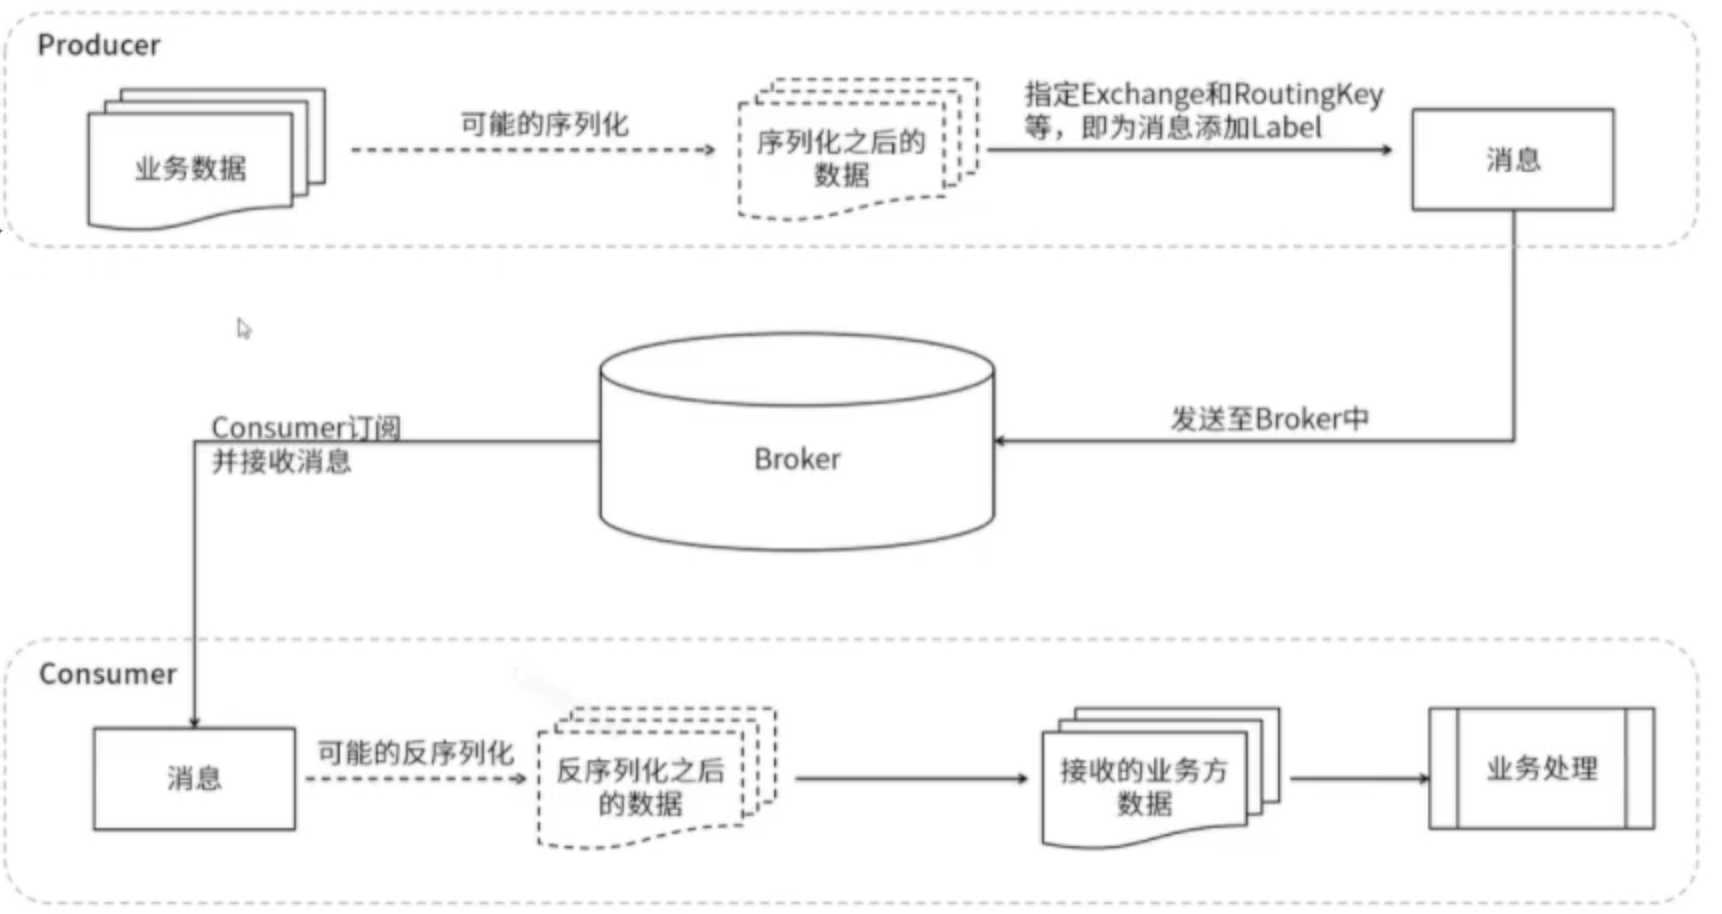 Producer
业务数据
可能的序列化
序列化之后的
数据
指定Exchange和RoutingKey
等，即为消息添加Label
消息
发送至Broker中
Broker
Consumer订阅
并接收消息
Consumer
消息
可能的反序列化
反序列化之后
的数据
接收的业务方
数据
业务处理